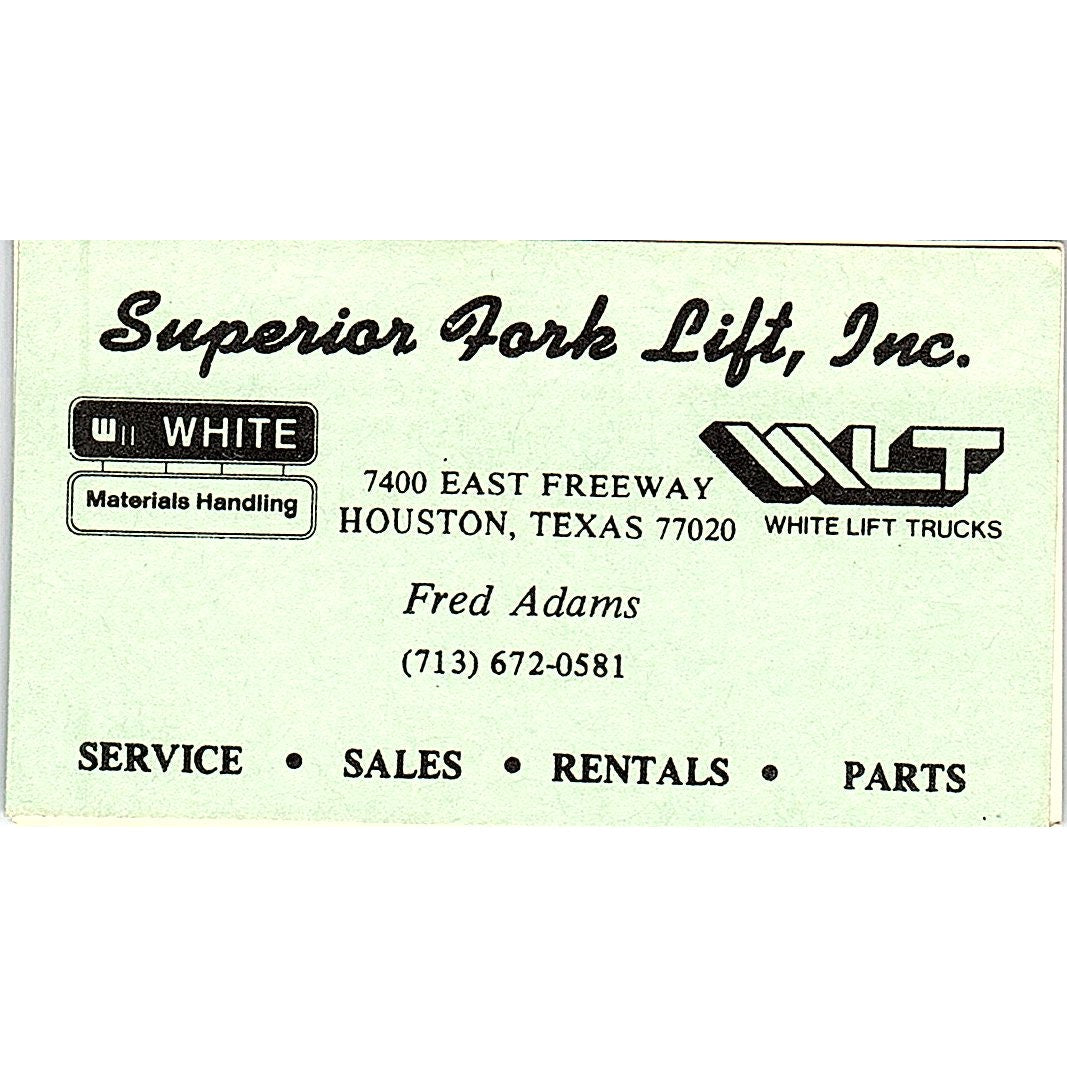 Superior Fork Lift, Inc.
WHITE
Materials Handling
7400 EAST FREEWAY
HOUSTON, TEXAS 77020
WLT
WHITE LIFT TRUCKS
Fred Adams
(713) 672-0581
SERVICE • SALES • RENTALS • PARTS